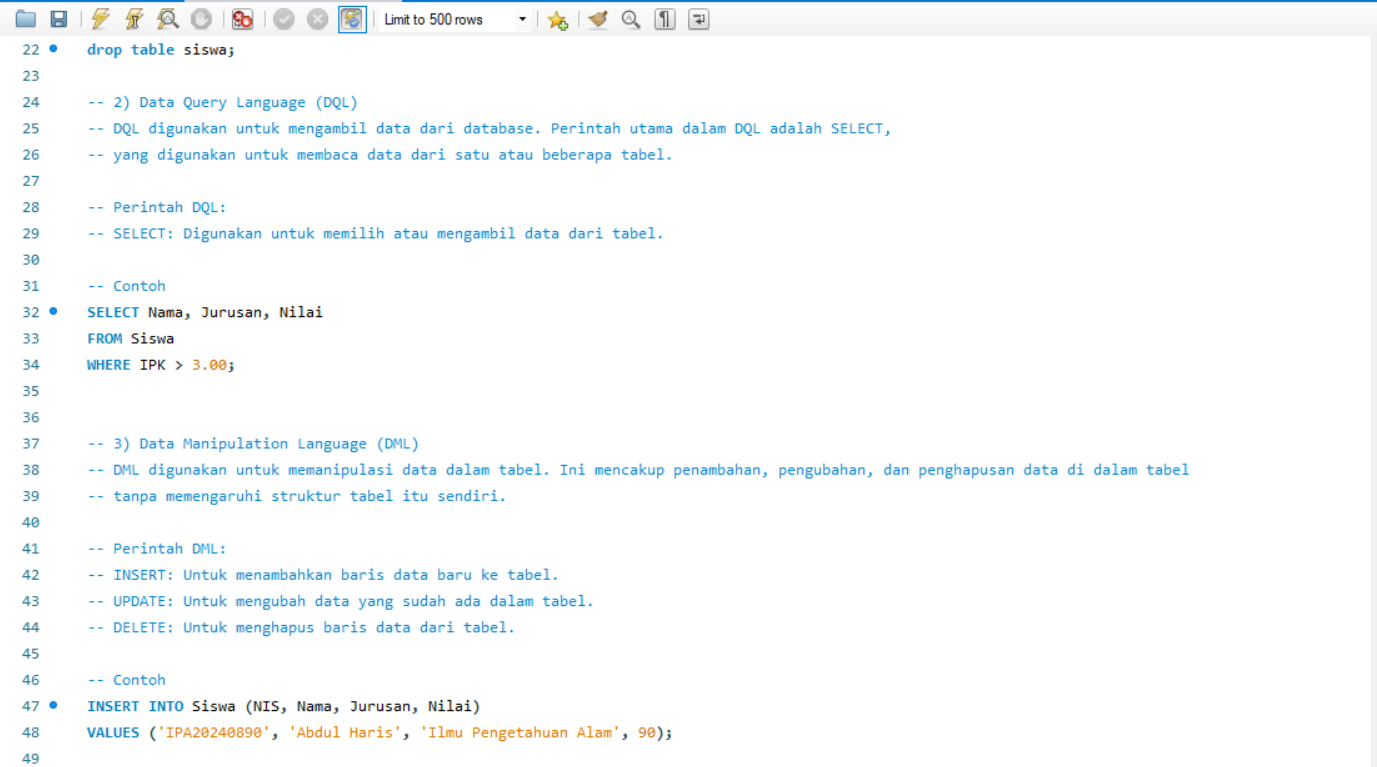 Limit to 500 rows
22 drop table siswa;
23
24 -- 2) Data Query Language (DQL)
25 -- DQL digunakan untuk mengambil data dari database. Perintah utama dalam DQL adalah SELECT,
26 -- yang digunakan untuk membaca data dari satu atau beberapa tabel.
27
28 -- Perintah DQL:
29 -- SELECT: Digunakan untuk memilih atau mengambil data dari tabel.
30
31 -- Contoh
32 SELECT Nama, Jurusan, Nilai
33 FROM Siswa
34 WHERE IPK > 3.00;
35
36
37 -- 3) Data Manipulation Language (DML)
38 -- DML digunakan untuk memanipulasi data dalam tabel. Ini mencakup penambahan, pengubahan, dan penghapusan data di dalam tabel
39 -- tanpa memengaruhi struktur tabel itu sendiri.
40
41 -- Perintah DML:
42 -- INSERT: Untuk menambahkan baris data baru ke tabel.
43 -- UPDATE: Untuk mengubah data yang sudah ada dalam tabel.
44 -- DELETE: Untuk menghapus baris data dari tabel.
45
46 -- Contoh
47 INSERT INTO Siswa (NIS, Nama, Jurusan, Nilai)
48 VALUES ('IPA20240890', 'Abdul Haris', 'Ilmu Pengetahuan Alam', 90);
49